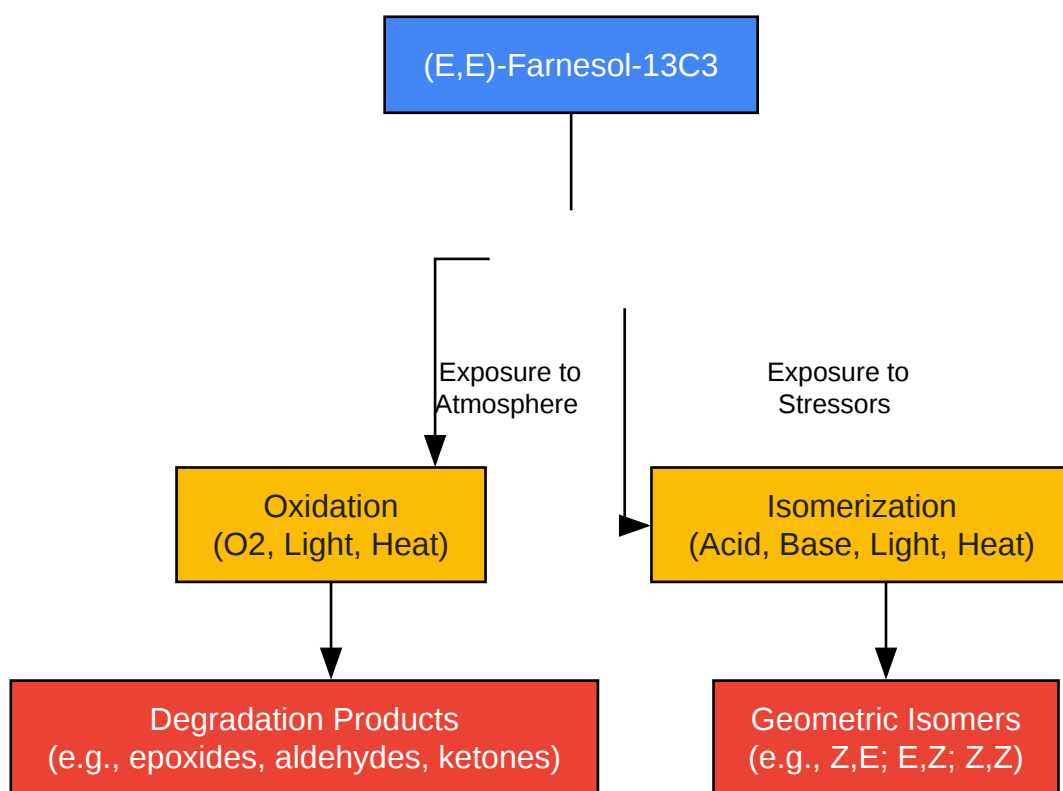 (E,E)-Farnesol-13C3
Exposure to
Atmosphere
Exposure to
Stressors
Oxidation
(O2, Light, Heat)
Isomerization
(Acid, Base, Light, Heat)
Degradation Products
(e.g., epoxides, aldehydes, ketones)
Geometric Isomers
(e.g., Z,E; E,Z; Z,Z)